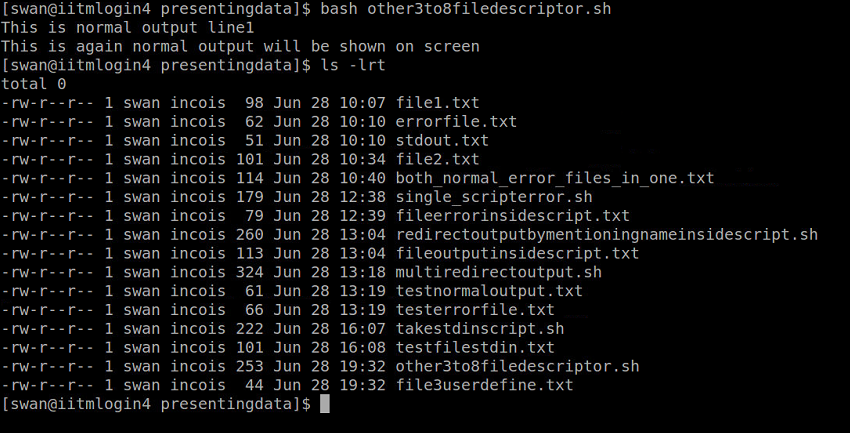 [swan@iitmlogin4 presentingdata]$ bash other3to8filedescriptor.sh
This is normal output line1
This is again normal output will be shown on screen
[swan@iitmlogin4 presentingdata]$ ls -lrt
total 0
-rw-r--r-- 1 swan incois  98 Jun 28 10:07 file1.txt
-rw-r--r-- 1 swan incois  62 Jun 28 10:10 errorfile.txt
-rw-r--r-- 1 swan incois  51 Jun 28 10:10 stdout.txt
-rw-r--r-- 1 swan incois 101 Jun 28 10:34 file2.txt
-rw-r--r-- 1 swan incois 114 Jun 28 10:40 both_normal_error_files_in_one.txt
-rw-r--r-- 1 swan incois 179 Jun 28 12:38 single_scripterror.sh
-rw-r--r-- 1 swan incois  79 Jun 28 12:39 fileerrorinsidescript.txt
-rw-r--r-- 1 swan incois 260 Jun 28 13:04 redirectoutputbymentioningnameinsidescript.sh
-rw-r--r-- 1 swan incois 113 Jun 28 13:04 fileoutputinsidescript.txt
-rw-r--r-- 1 swan incois 324 Jun 28 13:18 multiredirectoutput.sh
-rw-r--r-- 1 swan incois  61 Jun 28 13:19 testnormaloutput.txt
-rw-r--r-- 1 swan incois  66 Jun 28 13:19 testerrorfile.txt
-rw-r--r-- 1 swan incois 222 Jun 28 16:07 takestdinscript.sh
-rw-r--r-- 1 swan incois 101 Jun 28 16:08 testfilestdin.txt
-rw-r--r-- 1 swan incois 253 Jun 28 19:32 other3to8filedescriptor.sh
-rw-r--r-- 1 swan incois  44 Jun 28 19:32 file3userdefine.txt
[swan@iitmlogin4 presentingdata]$